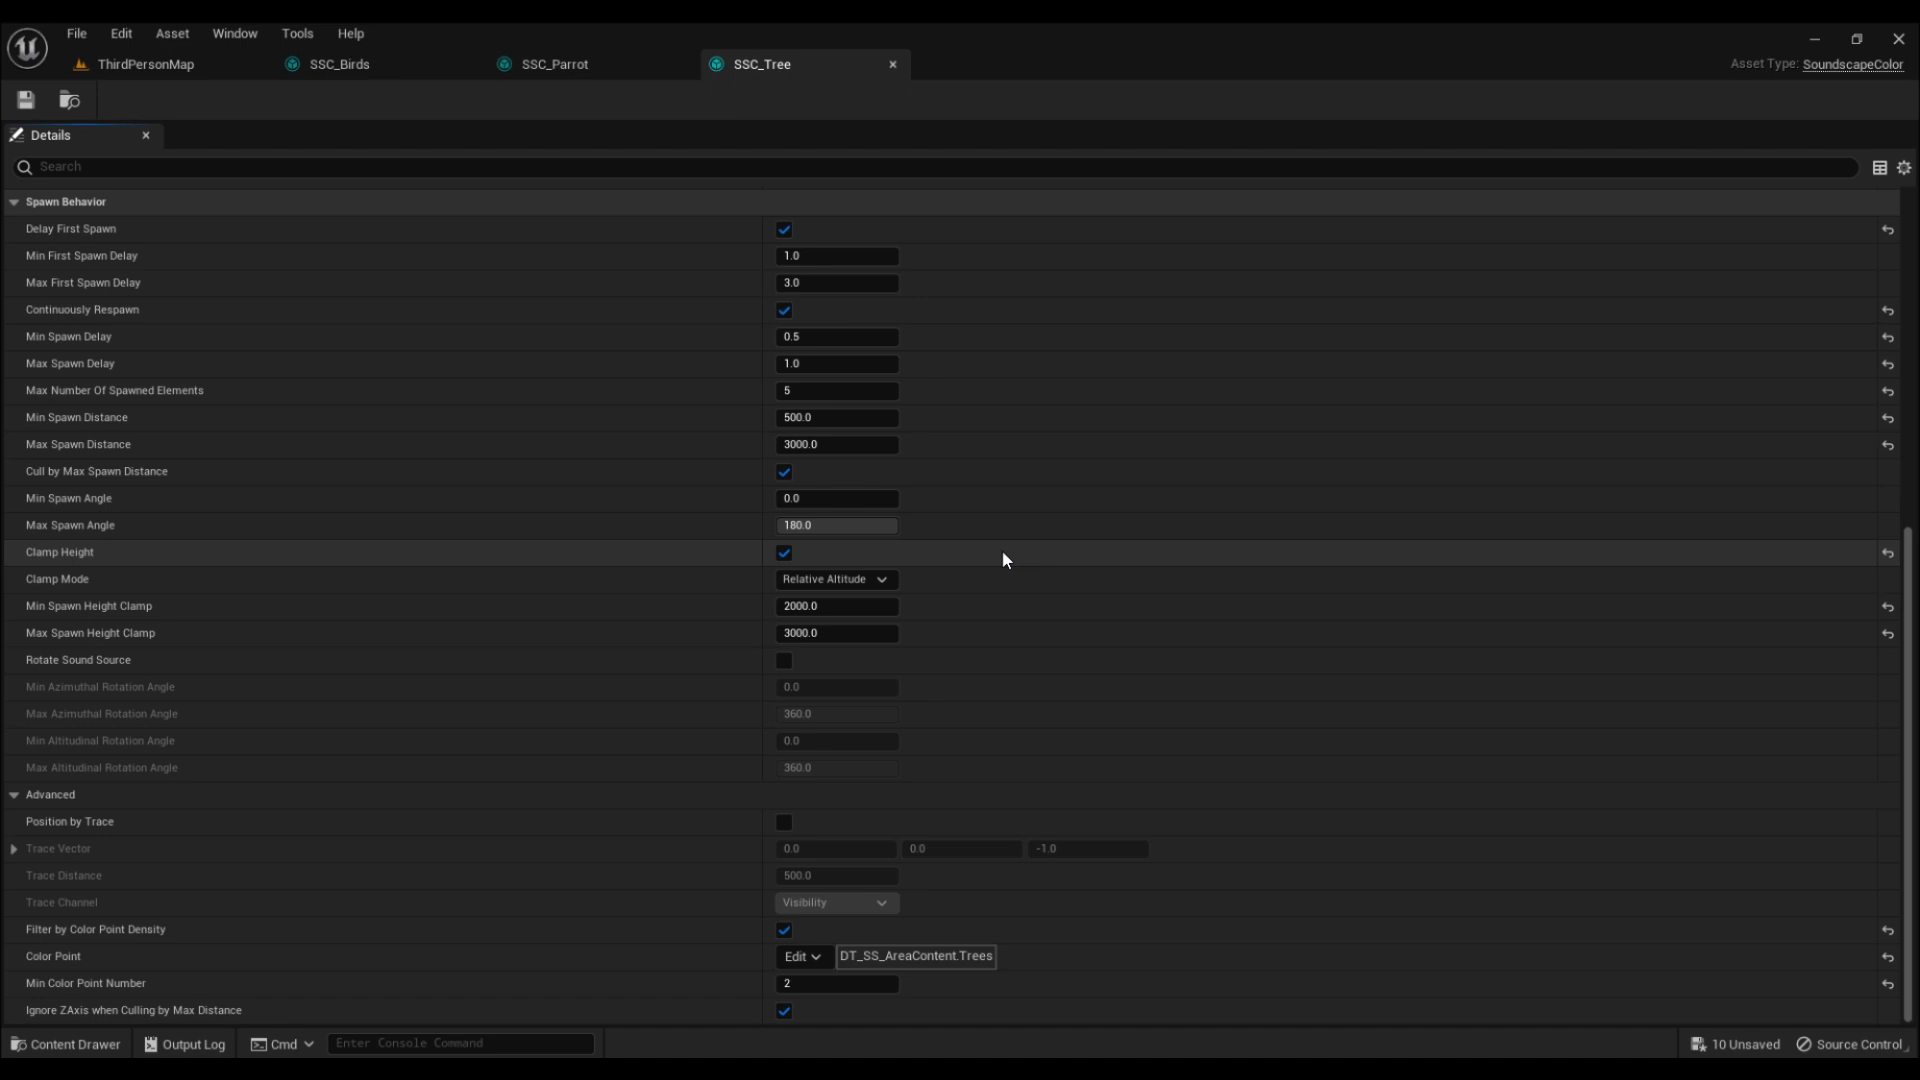 File Edit Asset Window Tools Help
ThirdPersonMap SSC_Birds SSC_Parrot SSC_Tree Asset Type: SoundscapeColor
Details
Search
Spawn Behavior
Delay First Spawn
Min First Spawn Delay 1.0
Max First Spawn Delay 3.0
Continuously Respawn
Min Spawn Delay 0.5
Max Spawn Delay 1.0
Max Number Of Spawned Elements 5
Min Spawn Distance 500.0
Max Spawn Distance 3000.0
Cull by Max Spawn Distance
Min Spawn Angle 0.0
Max Spawn Angle 180.0
Clamp Height
Clamp Mode Relative Altitude
Min Spawn Height Clamp 2000.0
Max Spawn Height Clamp 3000.0
Rotate Sound Source
Min Azimuthal Rotation Angle 0.0
Max Azimuthal Rotation Angle 360.0
Min Altitudinal Rotation Angle 0.0
Max Altitudinal Rotation Angle 360.0
Advanced
Position by Trace
Trace Vector 0.0 0.0 -1.0
Trace Distance 500.0
Trace Channel Visibility
Filter by Color Point Density
Color Point Edit DT_SS_AreaContent.Trees
Min Color Point Number 2
Ignore ZAxis when Culling by Max Distance
Content Drawer Output Log Cmd Enter Console Command 10 Unsaved Source Control